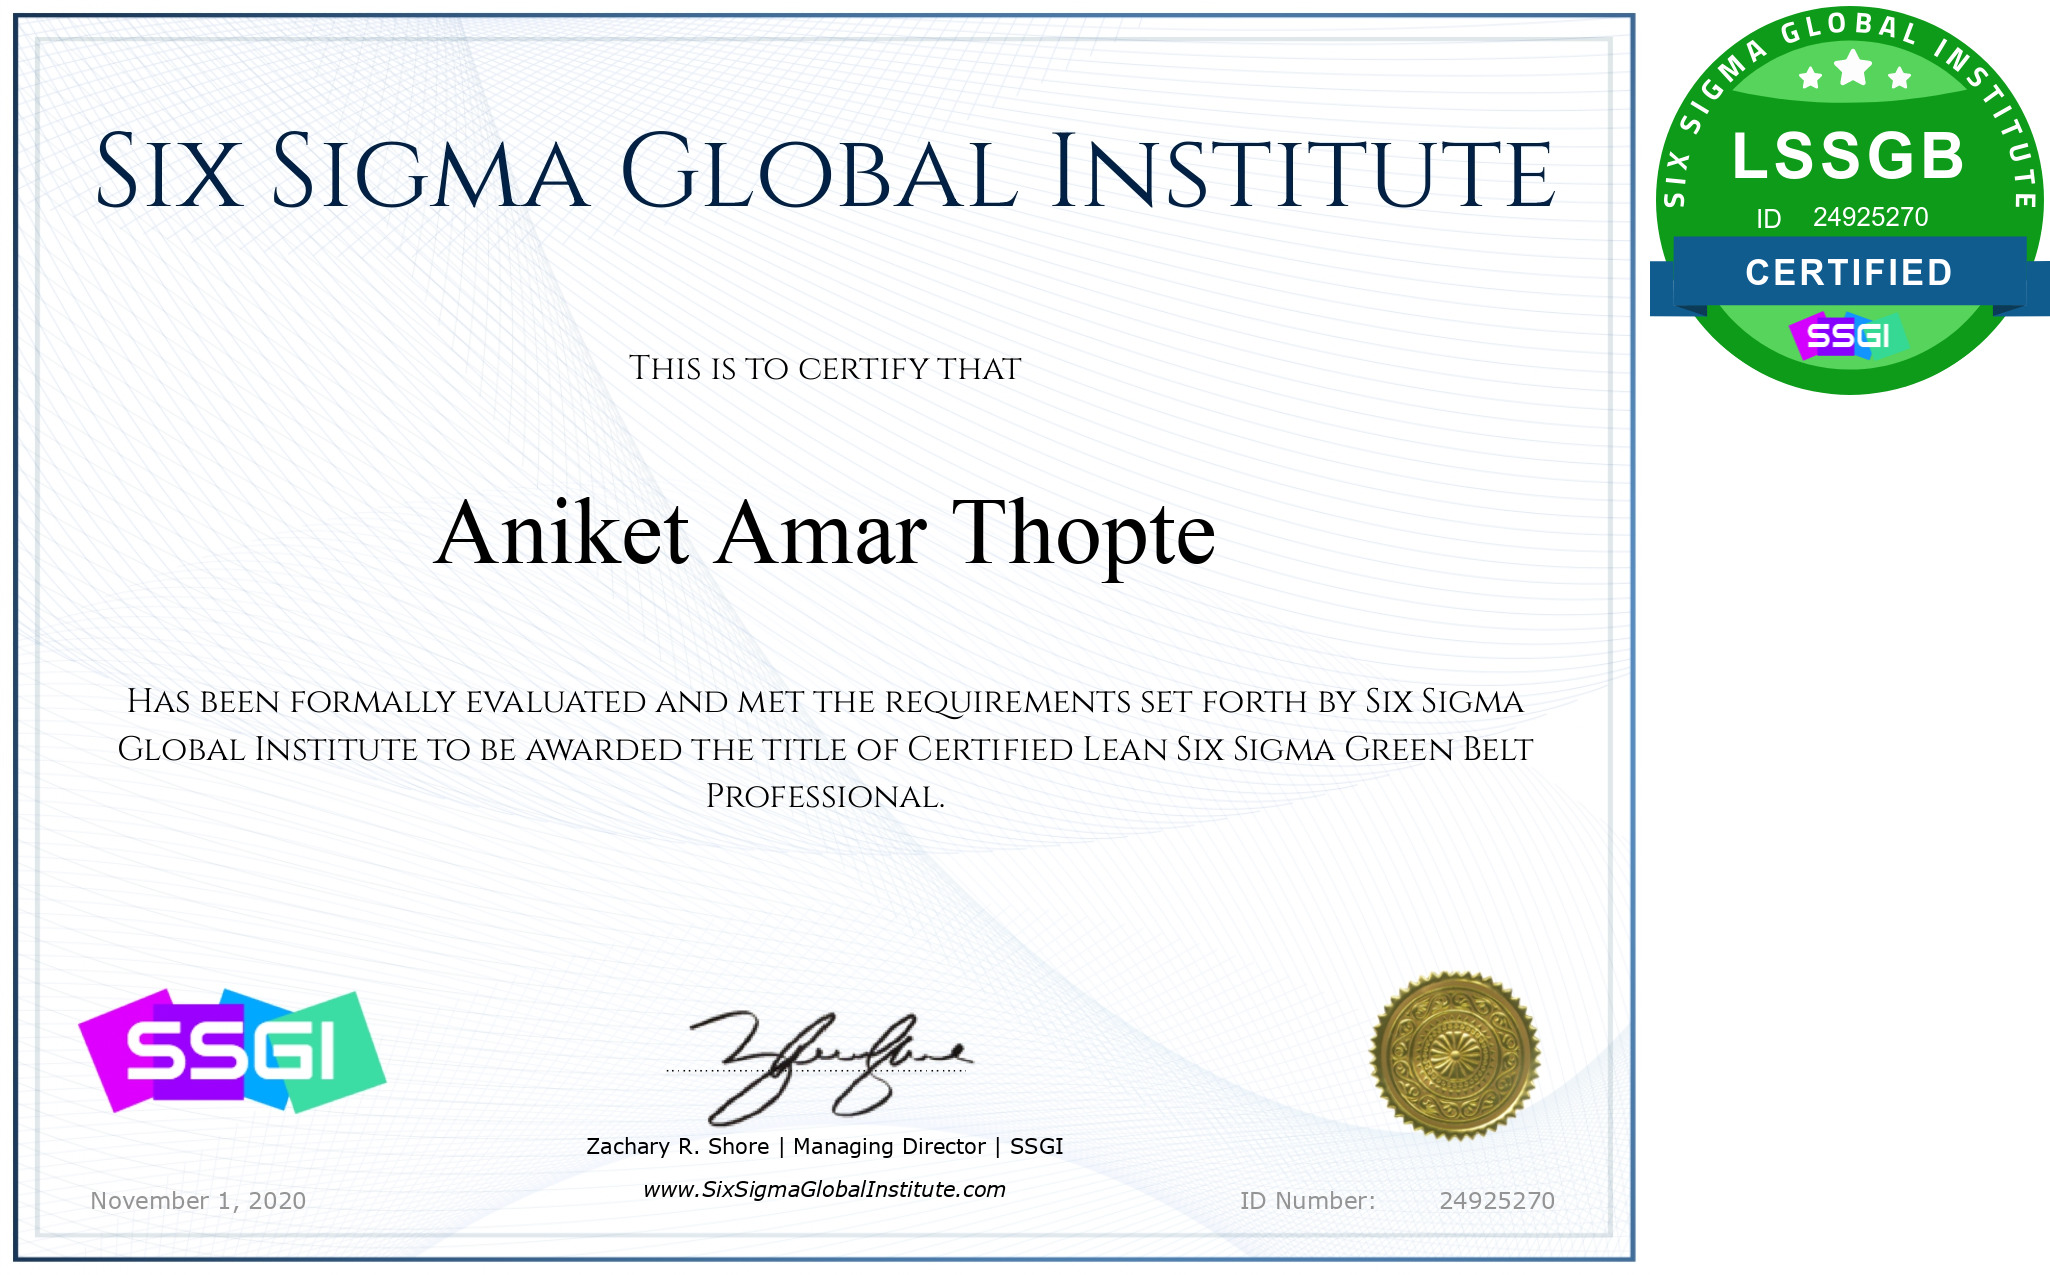 Six Sigma Global Institute
This is to certify that
Aniket Amar Thopte
Has been formally evaluated and met the requirements set forth by Six Sigma
Global Institute to be awarded the title of Certified Lean Six Sigma Green Belt
Professional.
SSGI
Zachary R. Shore | Managing Director | SSGI
www.SixSigmaGlobalInstitute.com
November 1, 2020
ID Number: 24925270
SIX SIGMA GLOBAL INSTITUTE
LSSGB
ID 24925270
CERTIFIED
SSGI